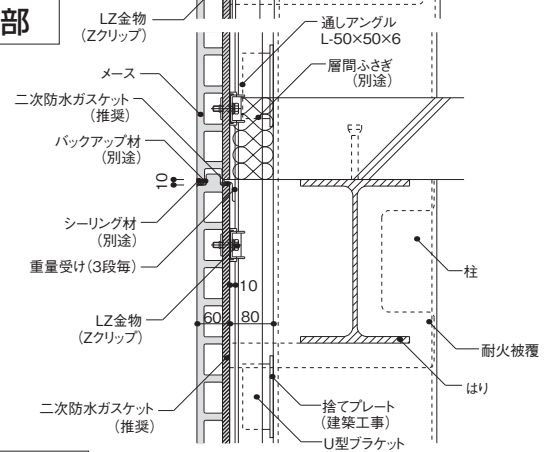 部
LZ金物
(Zクリップ)
メース
二次防水ガスケット
(推奨)
バックアップ材
(別途)
10
シーリング材
(別途)
重量受け(3段毎)
LZ金物
(Zクリップ)
二次防水ガスケット
(推奨)
通しアングル
L-50×50×6
層間ふさぎ
(別途)
10
60
80
柱
耐火被覆
はり
捨てプレート
(建築工事)
U型ブラケット